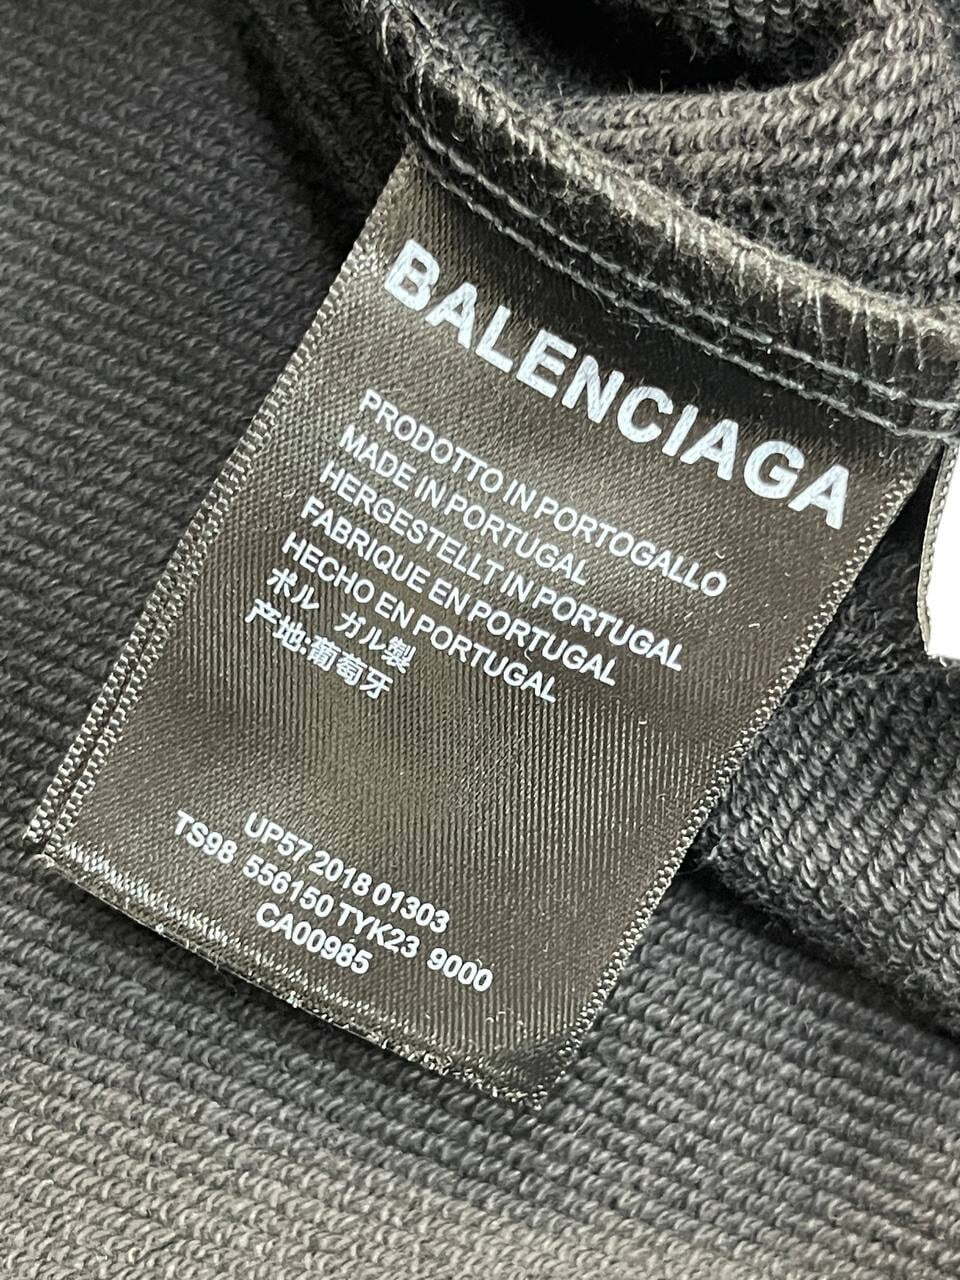 BALENCIAGA
PRODOTTO IN PORTOGALLO
MADE IN PORTUGAL
HERGESTELLT IN PORTUGAL
FABRIQUE EN PORTUGAL
HECHO EN PORTUGAL
ポル ガル製
产地:葡萄牙
UP57 2018 01303
TS98 556150 TYK23 9000
CA00985